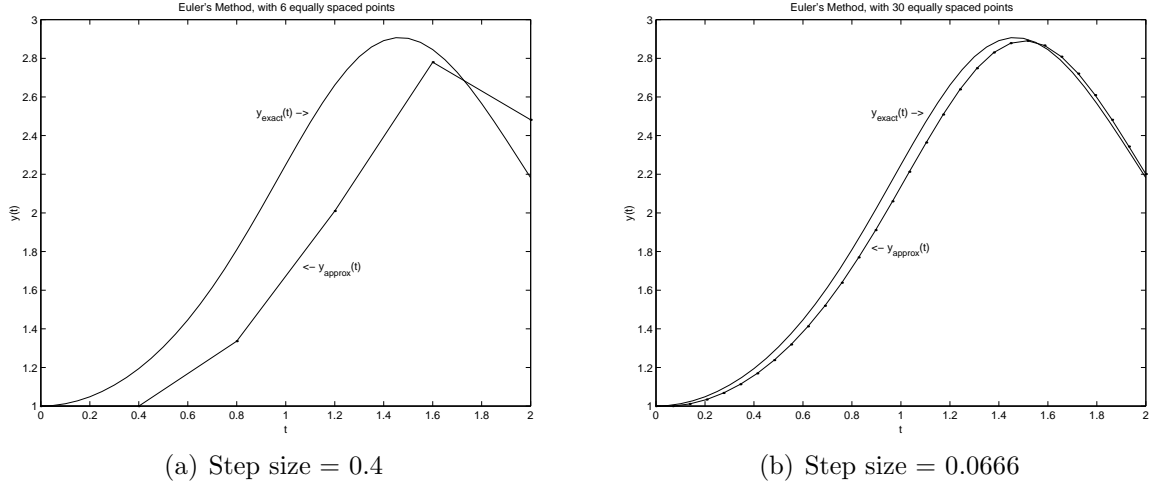 Euler's Method, with 6 equally spaced points
3
2.8
2.6
2.4
2.2
2
1.8
1.6
1.4
1.2
1
y(t)
y_exact(t) −>
<− y_approx(t)
0 0.2 0.4 0.6 0.8 1 1.2 1.4 1.6 1.8 2
t
(a) Step size = 0.4
Euler's Method, with 30 equally spaced points
3
2.8
2.6
2.4
2.2
2
1.8
1.6
1.4
1.2
1
y(t)
y_exact(t) −>
<− y_approx(t)
0 0.2 0.4 0.6 0.8 1 1.2 1.4 1.6 1.8 2
t
(b) Step size = 0.0666